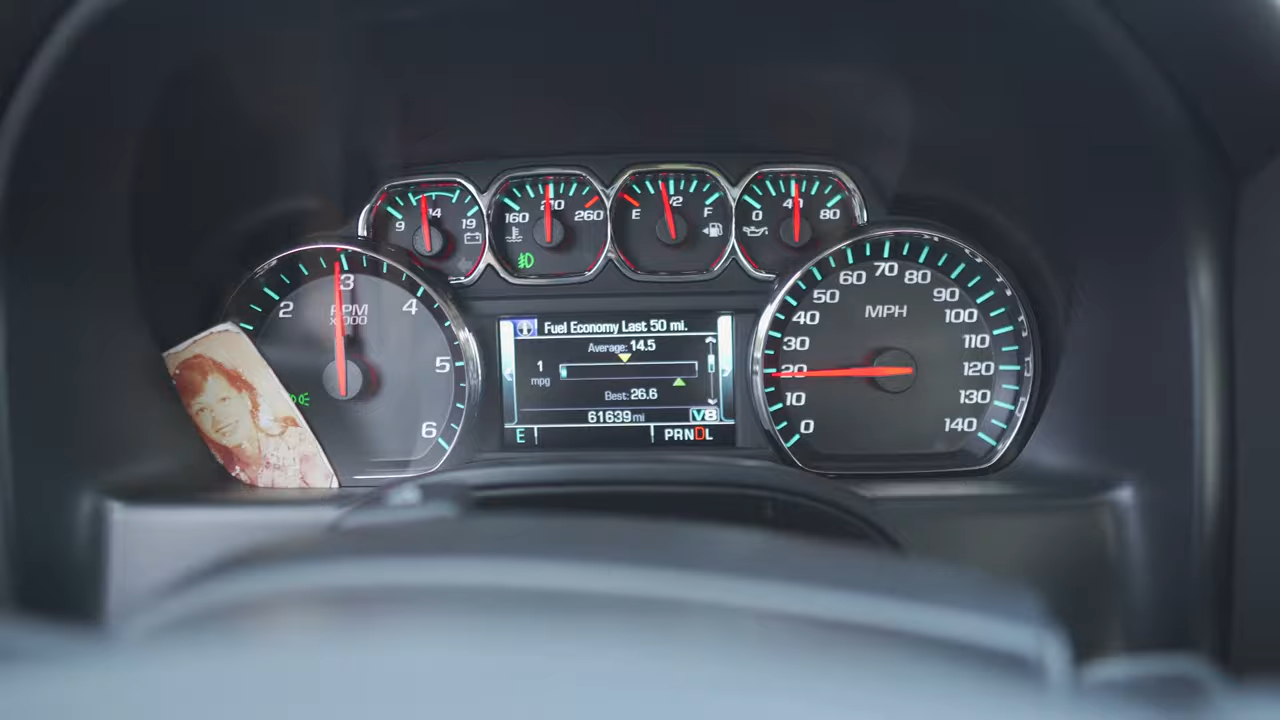 9 14 19
160 210 260
E 1/2 F
0 40 80
2 3 4 5 6
RPM
x1000
Fuel Economy Last 50 mi.
Average: 14.5
1
mpg
Best: 26.6
61639 mi
V8
E
PRNDL
MPH
0 10 20 30 40 50 60 70 80 90 100 110 120 130 140